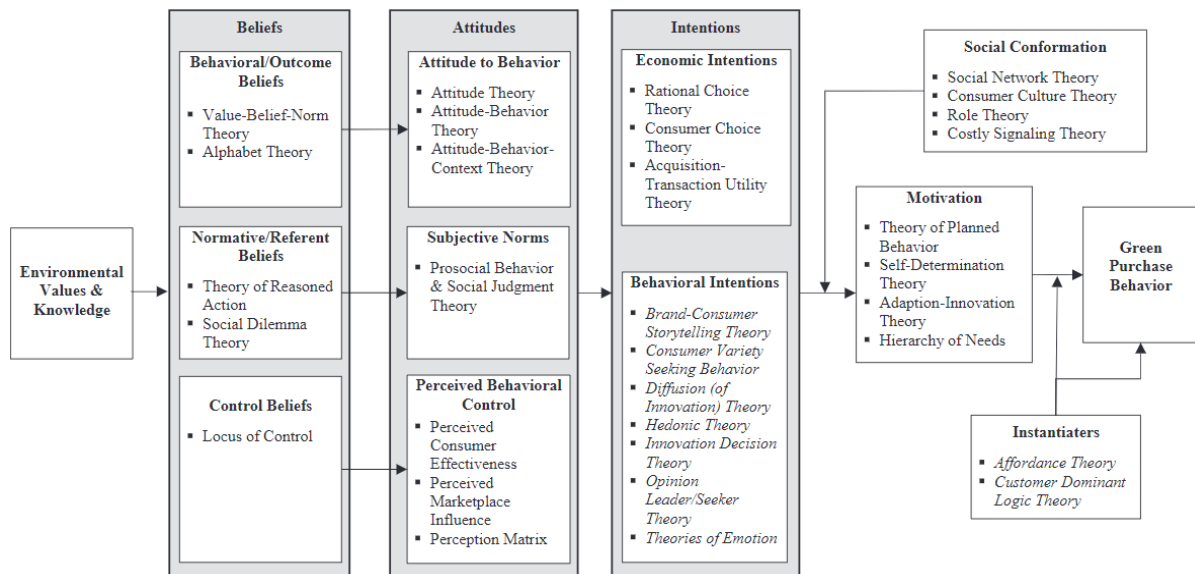 Beliefs
Behavioral/Outcome
Beliefs
▪ Value-Belief-Norm
Theory
▪ Alphabet Theory
Normative/Referent
Beliefs
▪ Theory of Reasoned
Action
▪ Social Dilemma
Theory
Control Beliefs
▪ Locus of Control
Environmental
Values &
Knowledge
Attitudes
Attitude to Behavior
▪ Attitude Theory
▪ Attitude-Behavior
Theory
▪ Attitude-Behavior-
Context Theory
Subjective Norms
▪ Prosocial Behavior
& Social Judgment
Theory
Perceived Behavioral
Control
▪ Perceived
Consumer
Effectiveness
▪ Perceived
Marketplace
Influence
▪ Perception Matrix
Intentions
Economic Intentions
▪ Rational Choice
Theory
▪ Consumer Choice
Theory
▪ Acquisition-
Transaction Utility
Theory
Behavioral Intentions
▪ Brand-Consumer
Storytelling Theory
▪ Consumer Variety
Seeking Behavior
▪ Diffusion (of
Innovation) Theory
▪ Hedonic Theory
▪ Innovation Decision
Theory
▪ Opinion
Leader/Seeker
Theory
▪ Theories of Emotion
Social Conformation
▪ Social Network Theory
▪ Consumer Culture Theory
▪ Role Theory
▪ Costly Signaling Theory
Motivation
▪ Theory of Planned
Behavior
▪ Self-Determination
Theory
▪ Adaption-Innovation
Theory
▪ Hierarchy of Needs
Green
Purchase
Behavior
Instantiaters
▪ Affordance Theory
▪ Customer Dominant
Logic Theory